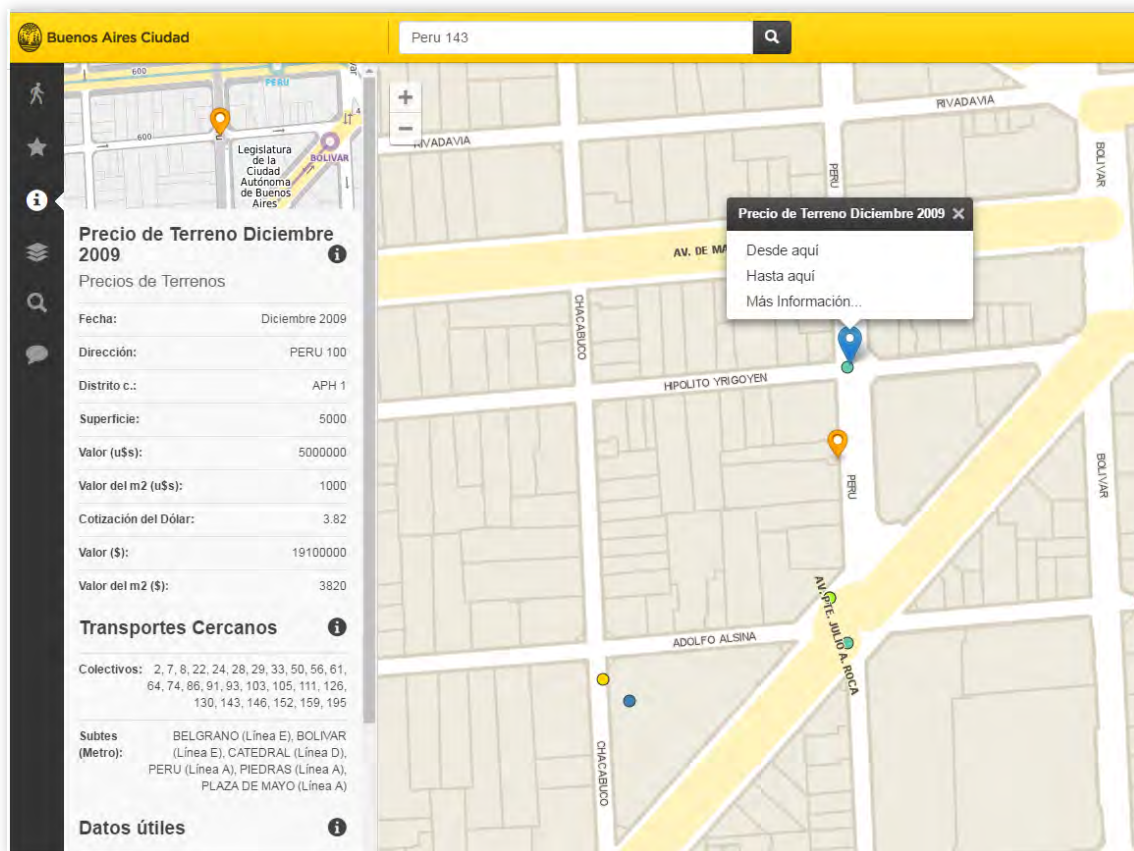 Buenos Aires Ciudad
Peru 143
600
PERU
600
Legislatura
de la
Ciudad
Autónoma
de Buenos
Aires
BOLIVAR
Precio de Terreno Diciembre
2009
Precios de Terrenos
Fecha: Diciembre 2009
Dirección: PERU 100
Distrito c.: APH 1
Superficie: 5000
Valor (u$s): 5000000
Valor del m2 (u$s): 1000
Cotización del Dólar: 3.82
Valor ($): 19100000
Valor del m2 ($): 3820
Transportes Cercanos
Colectivos: 2, 7, 8, 22, 24, 28, 29, 33, 50, 56, 61,
64, 74, 86, 91, 93, 103, 105, 111, 126,
130, 143, 146, 152, 159, 195
Subtes BELGRANO (Línea E), BOLIVAR
(Metro): (Línea E), CATEDRAL (Línea D),
PERU (Línea A), PIEDRAS (Línea A),
PLAZA DE MAYO (Línea A)
Datos útiles
+
−
RIVADAVIA
RIVADAVIA
PERU
BOLIVAR
Precio de Terreno Diciembre 2009 ×
Desde aquí
Hasta aquí
Más Información...
AV. DE MA
CHACABUCO
HIPOLITO YRIGOYEN
PERU
BOLIVAR
AV. PTE. JULIO A. ROCA
ADOLFO ALSINA
CHACABUCO